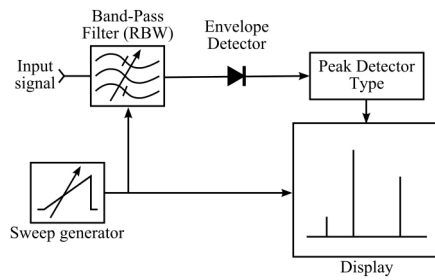 Band-Pass
Filter (RBW)
Envelope
Detector
Input
signal
Peak Detector
Type
Sweep generator
Display